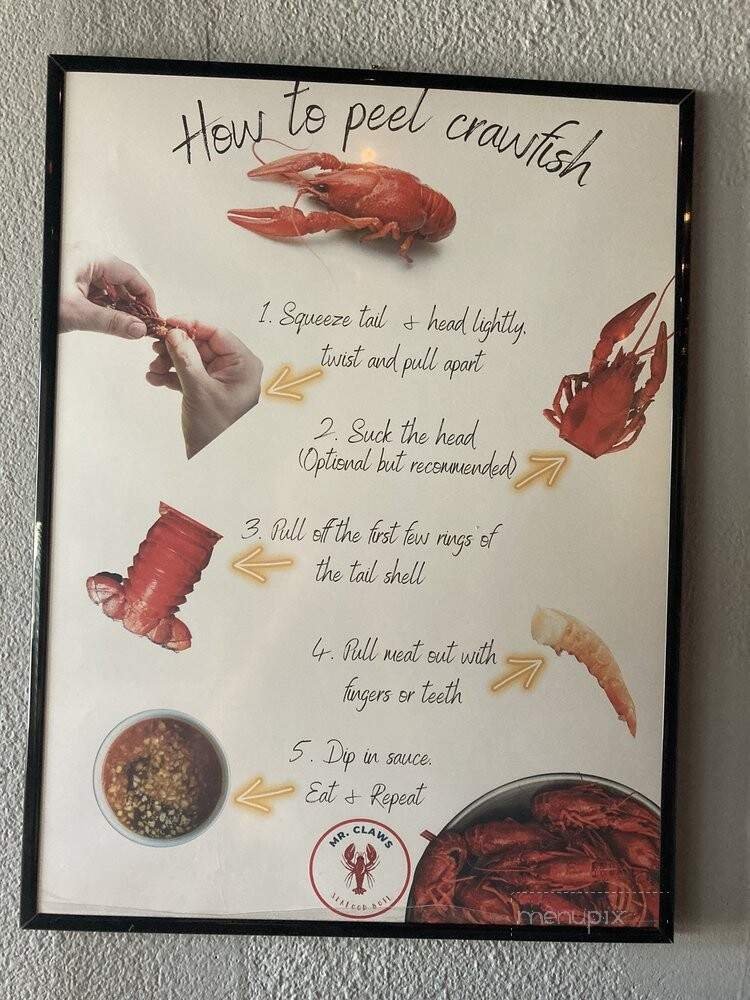 How to peel crawfish
1. Squeeze tail & head lightly.
twist and pull apart
2. Suck the head
(Optional but recommended)
3. Pull off the first few rings of
the tail shell
4. Pull meat out with
fingers or teeth
5. Dip in sauce.
Eat & Repeat
MR. CLAWS
SEAFOOD BOIL
menupix